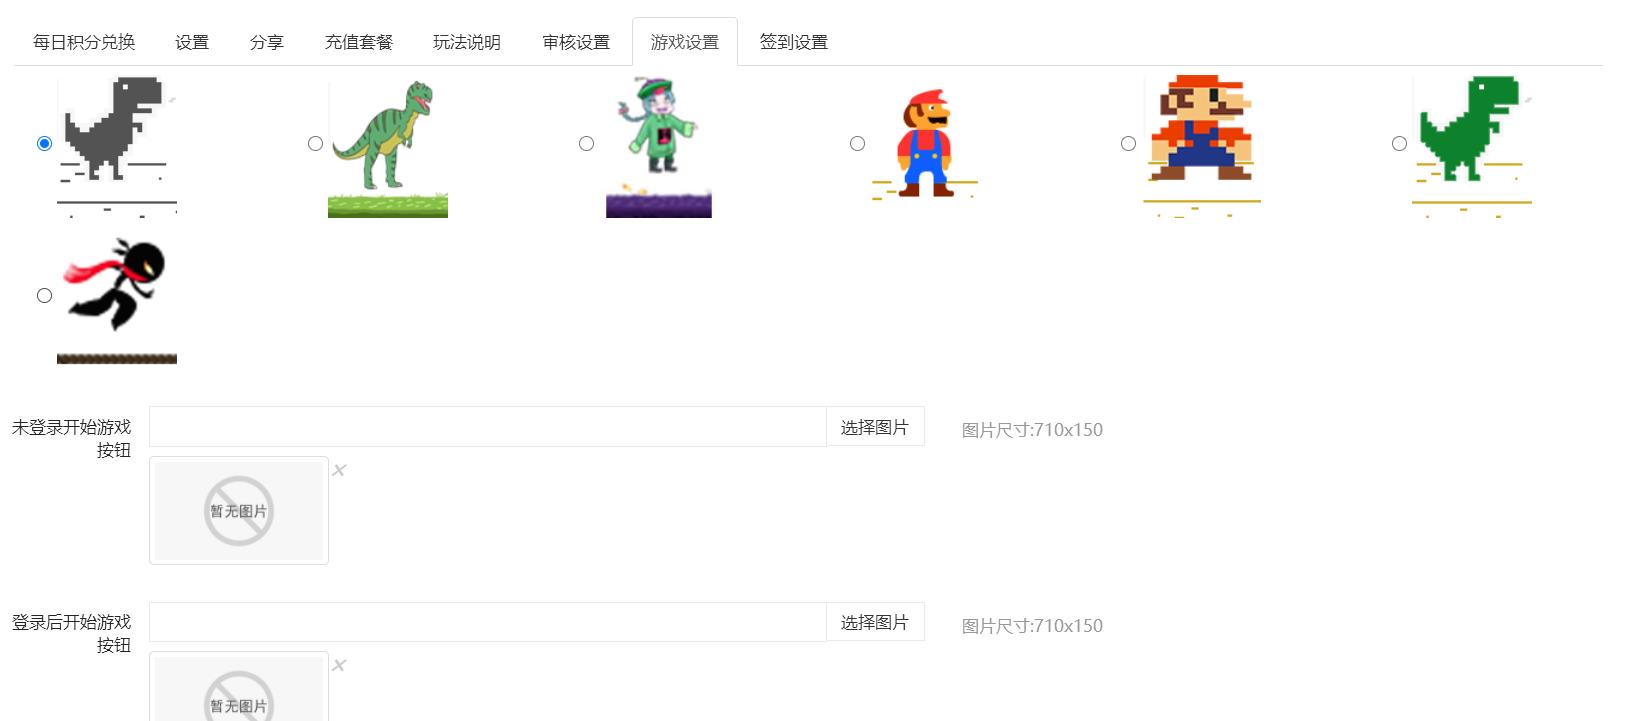 每日积分兑换 设置 分享 充值套餐 玩法说明 审核设置 游戏设置 签到设置
未登录开始游戏
按钮
选择图片 图片尺寸:710x150
×
暂无图片
登录后开始游戏
按钮
选择图片 图片尺寸:710x150
×
暂无图片